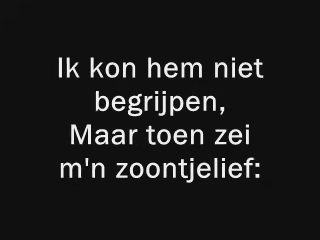 Ik kon hem niet
begrijpen,
Maar toen zei
m'n zoontjelief: